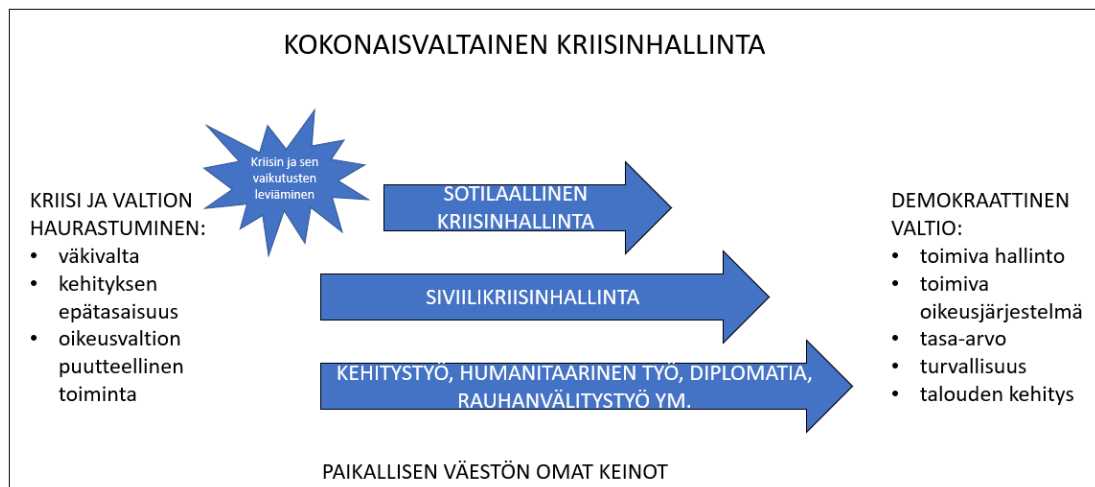 KOKONAISVALTAINEN KRIISINHALLINTA
Kriisin ja sen
vaikutusten
leviäminen
KRIISI JA VALTION
HAURASTUMINEN:
• väkivalta
• kehityksen
epätasaisuus
• oikeusvaltion
puutteellinen
toiminta
SOTILAALLINEN
KRIISINHALLINTA
SIVIILIKRIISINHALLINTA
KEHITYSTYÖ, HUMANITAARINEN TYÖ, DIPLOMATIA,
RAUHANVÄLITYSTYÖ YM.
DEMOKRAATTINEN
VALTIO:
• toimiva hallinto
• toimiva
oikeusjärjestelmä
• tasa-arvo
• turvallisuus
• talouden kehitys
PAIKALLISEN VÄESTÖN OMAT KEINOT